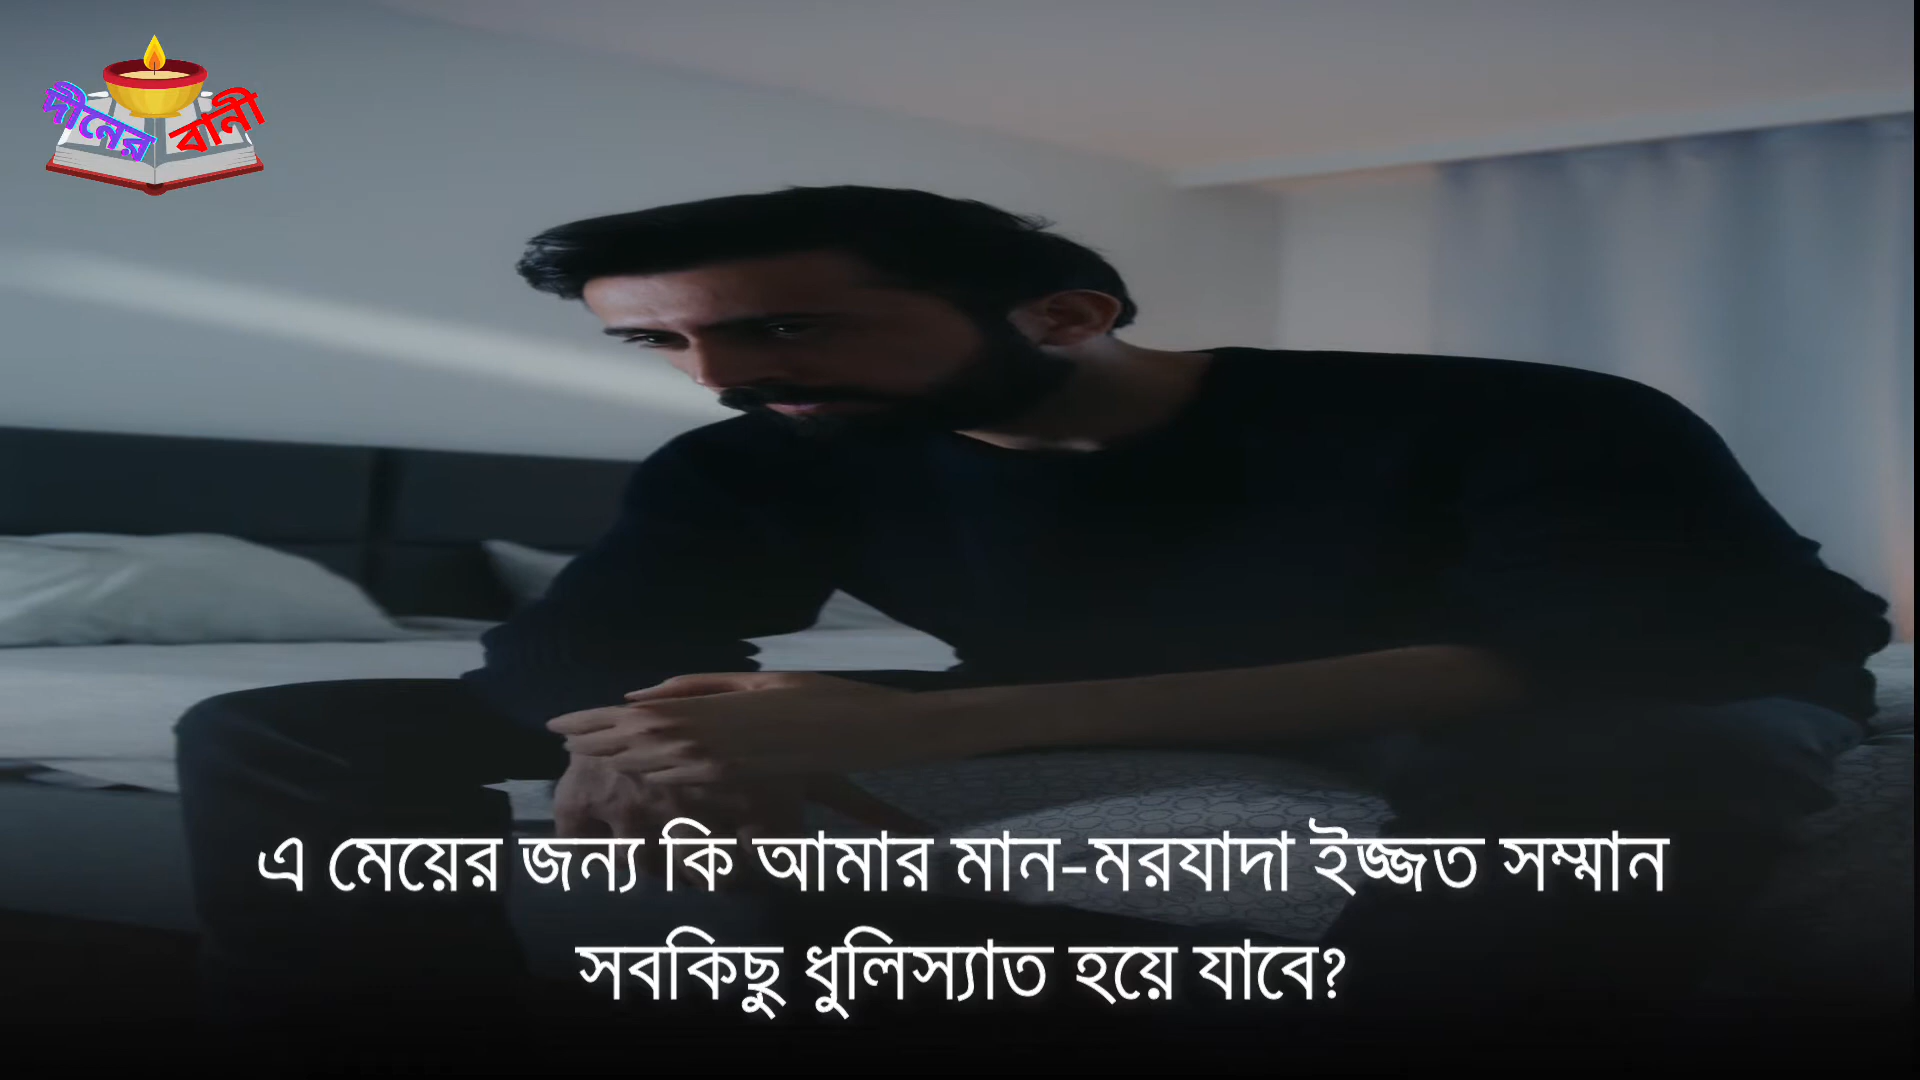 দীনের বানী
এ মেয়ের জন্য কি আমার মান-মরযাদা ইজ্জত সম্মান
সবকিছু ধুলিস্যাত হয়ে যাবে?